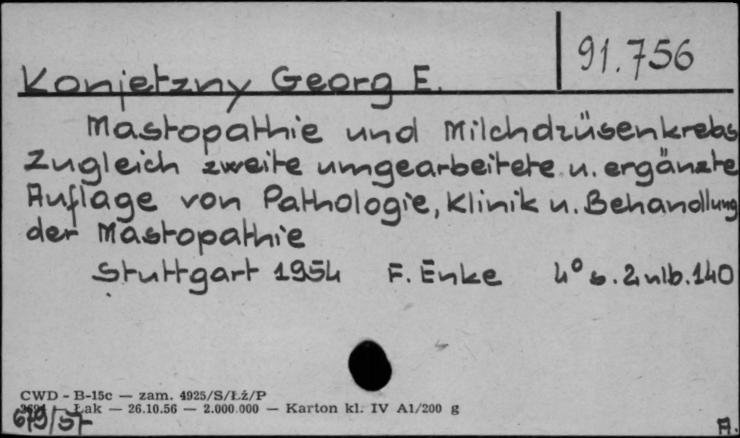 91.756
Konjetzny Georg E.
Mastopathie und Milchdrüsenkrebs
Zugleich zweite umgearbeitete u. ergänzte
Auflage von Pathologie, Klinik u. Behandlung
der Mastopathie
Stuttgart 1954 F. Enke 4° s. 2 nlb. 140
CWD - B-15c — zam. 4925/S/Łż/P
Łak — 26.10.56 — 2.000.000 — Karton kl. IV A1/200 g
679/57
A.